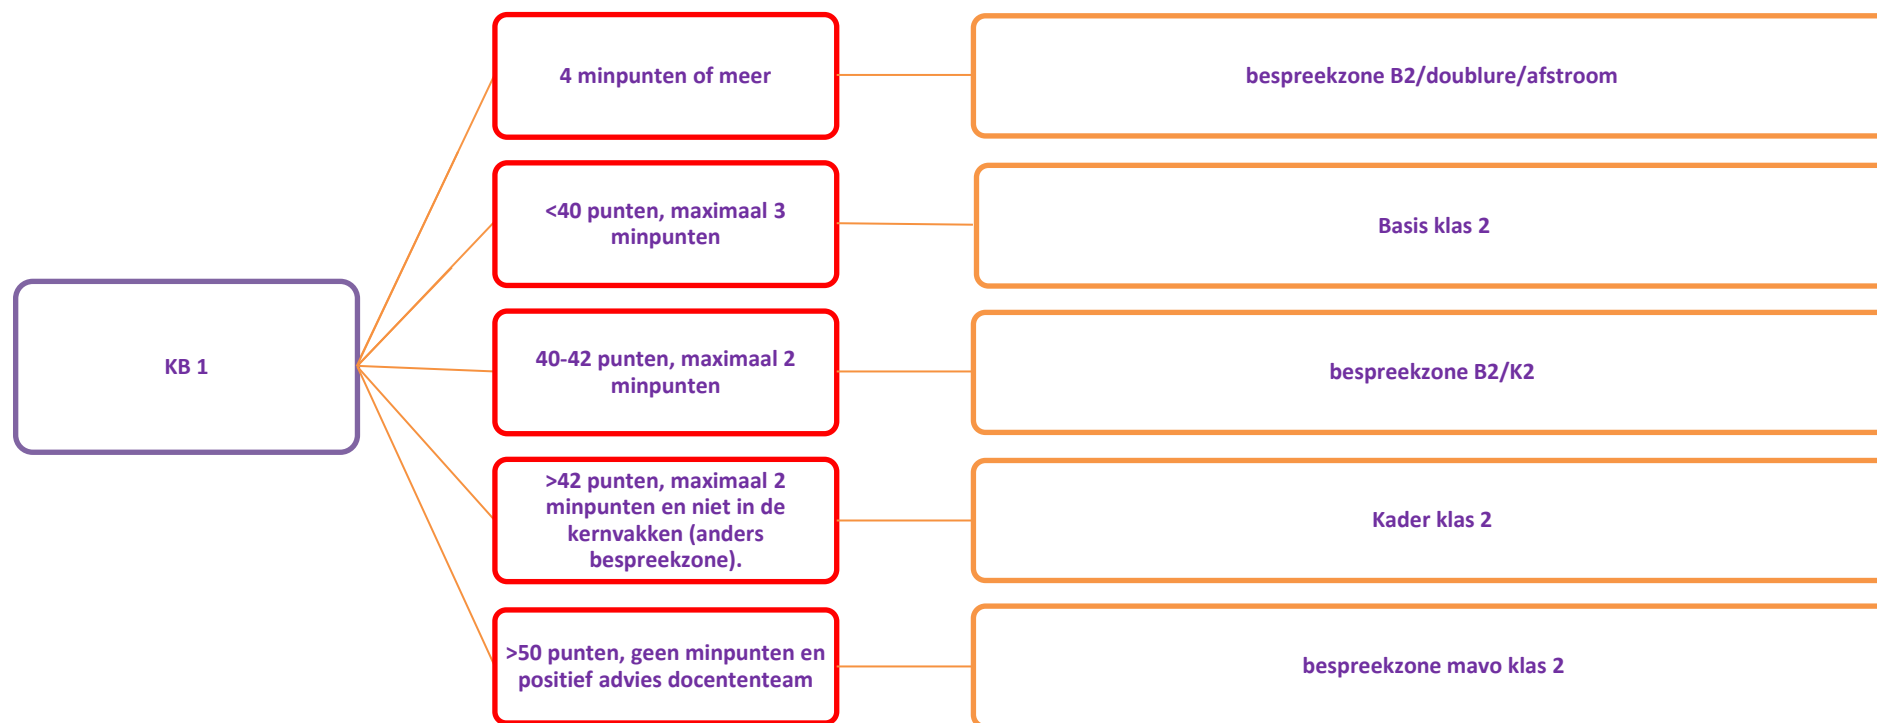 4 minpunten of meer
bespreekzone B2/doublure/afstroom
<40 punten, maximaal 3
minpunten
Basis klas 2
KB 1
40-42 punten, maximaal 2
minpunten
bespreekzone B2/K2
>42 punten, maximaal 2
minpunten en niet in de
kernvakken (anders
bespreekzone).
Kader klas 2
>50 punten, geen minpunten en
positief advies docententeam
bespreekzone mavo klas 2